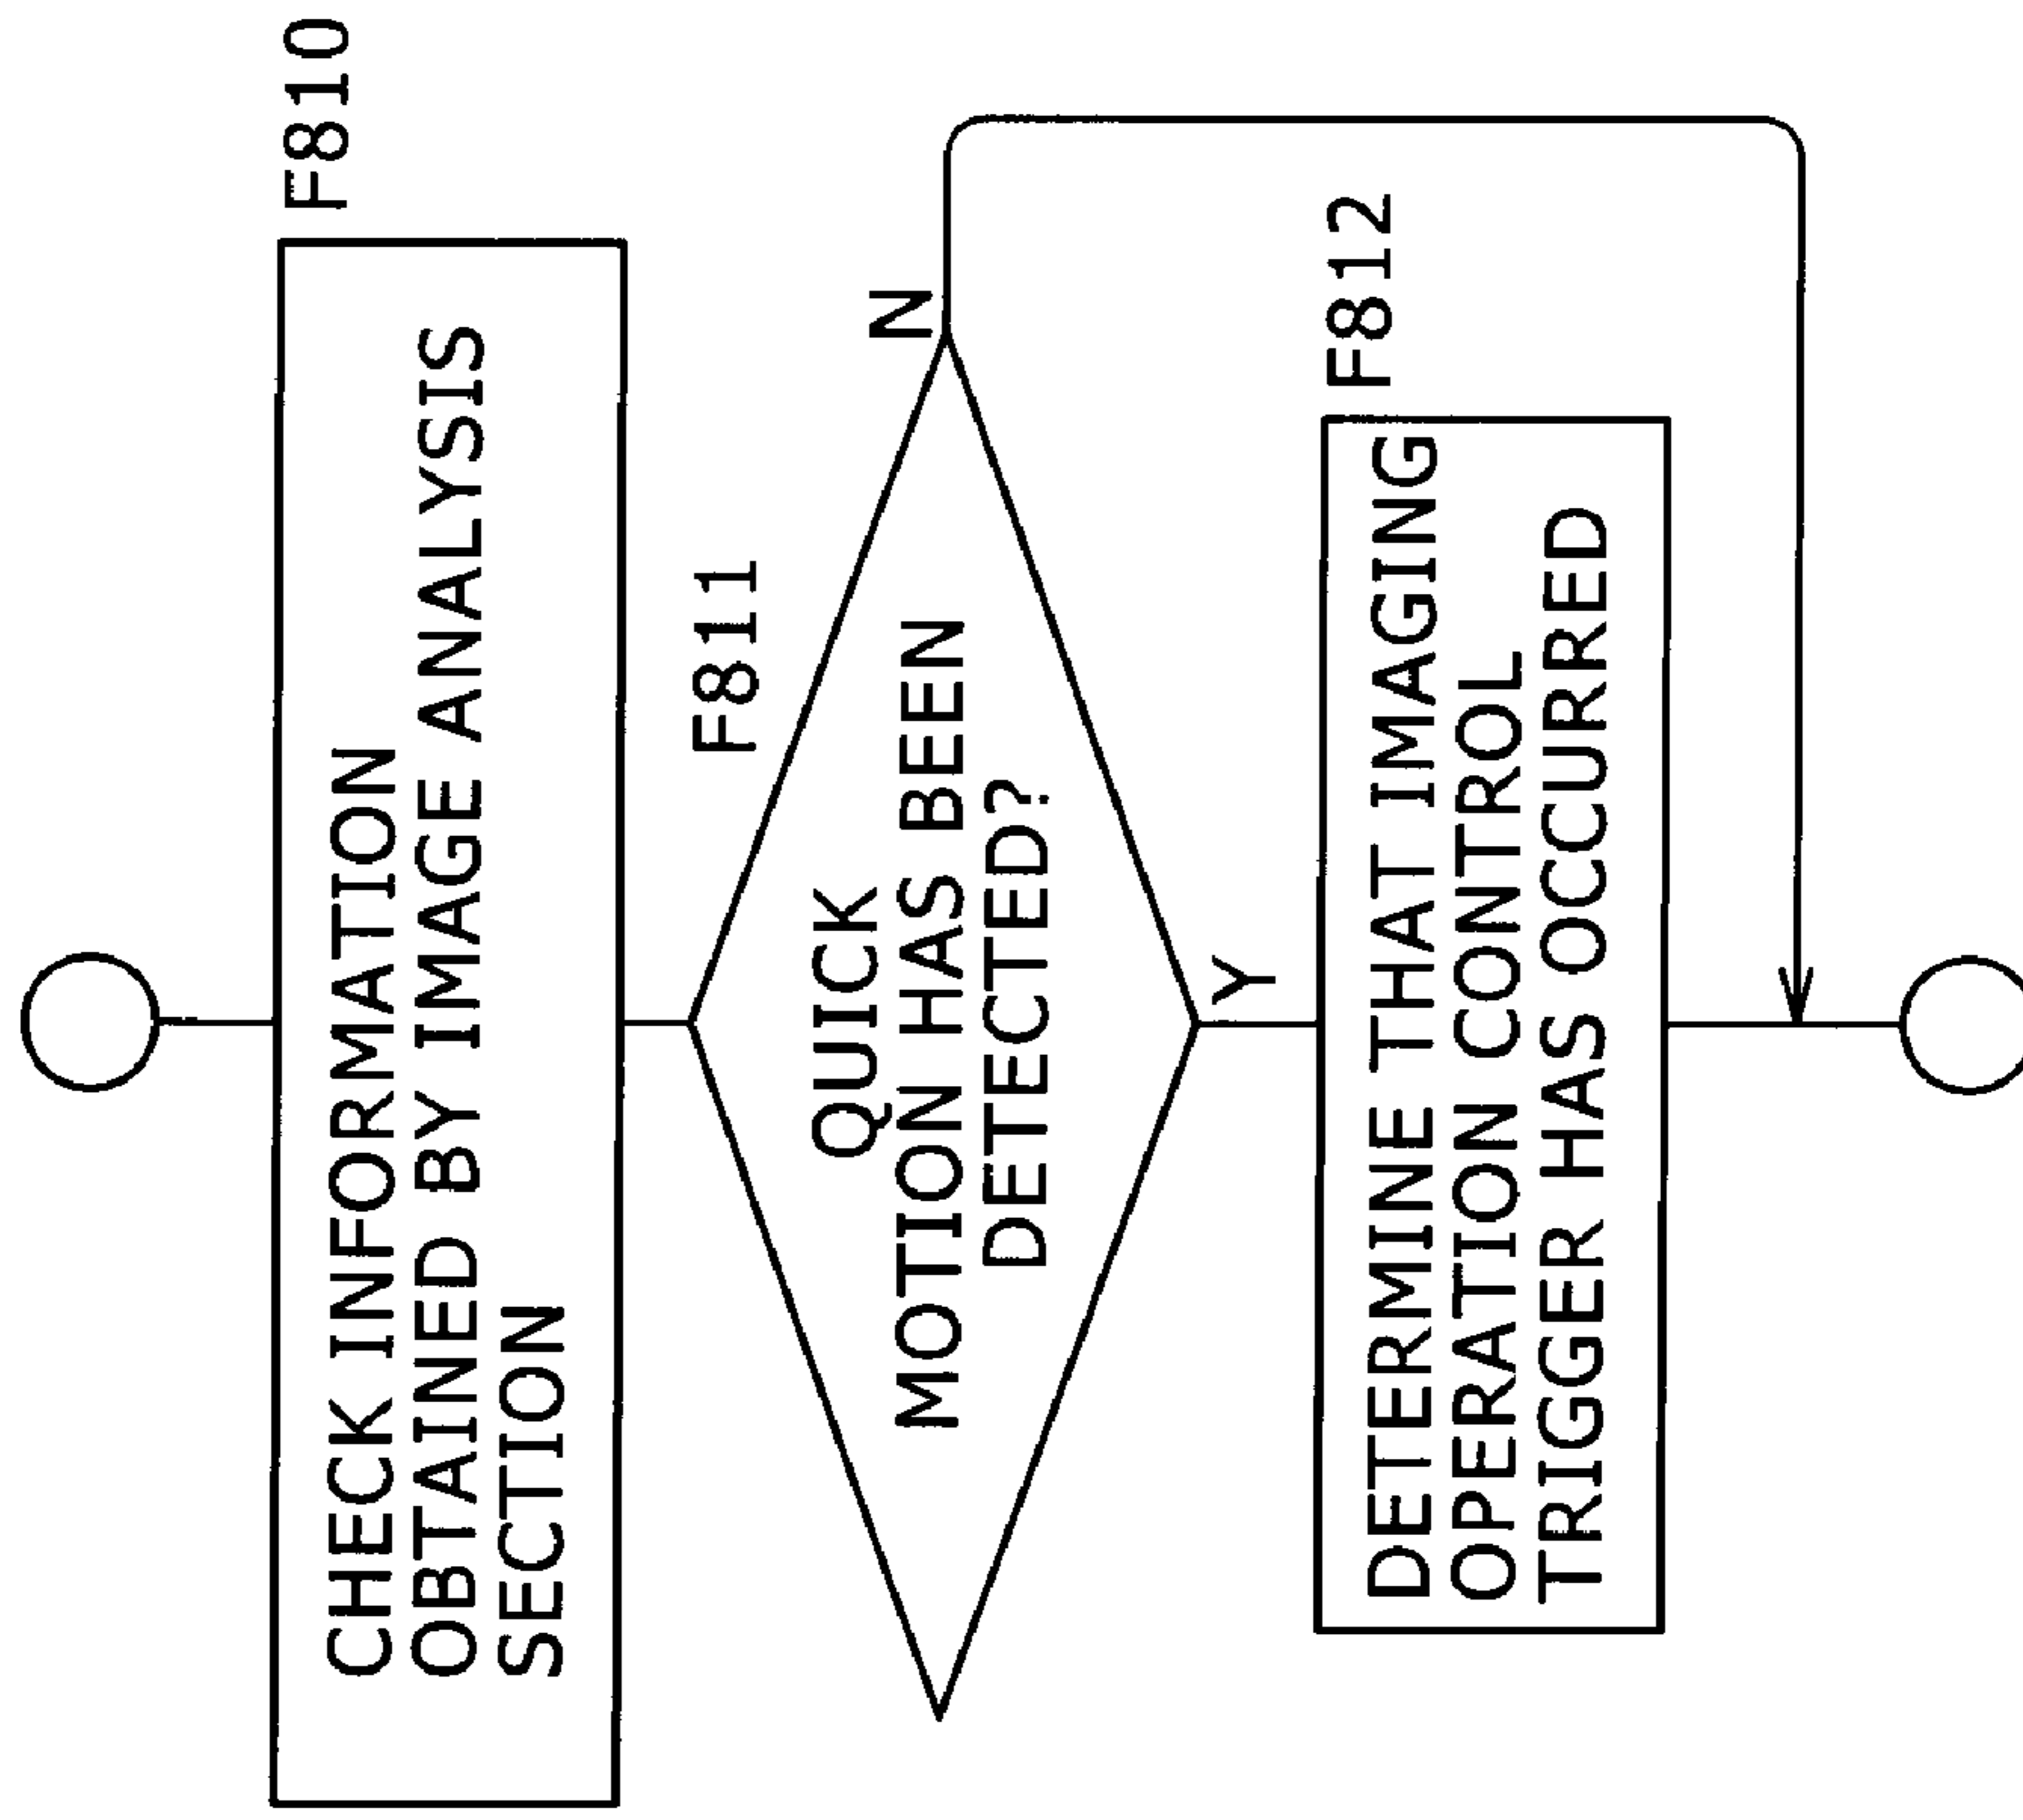 F810
CHECK INFORMATION
OBTAINED BY IMAGE ANALYSIS
SECTION
F811
QUICK
MOTION HAS BEEN
DETECTED?
N
Y
F812
DETERMINE THAT IMAGING
OPERATION CONTROL
TRIGGER HAS OCCURRED